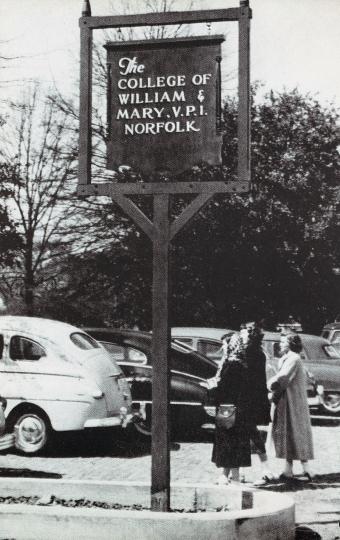 The
COLLEGE OF
WILLIAM &
MARY, V.P.I.
NORFOLK.